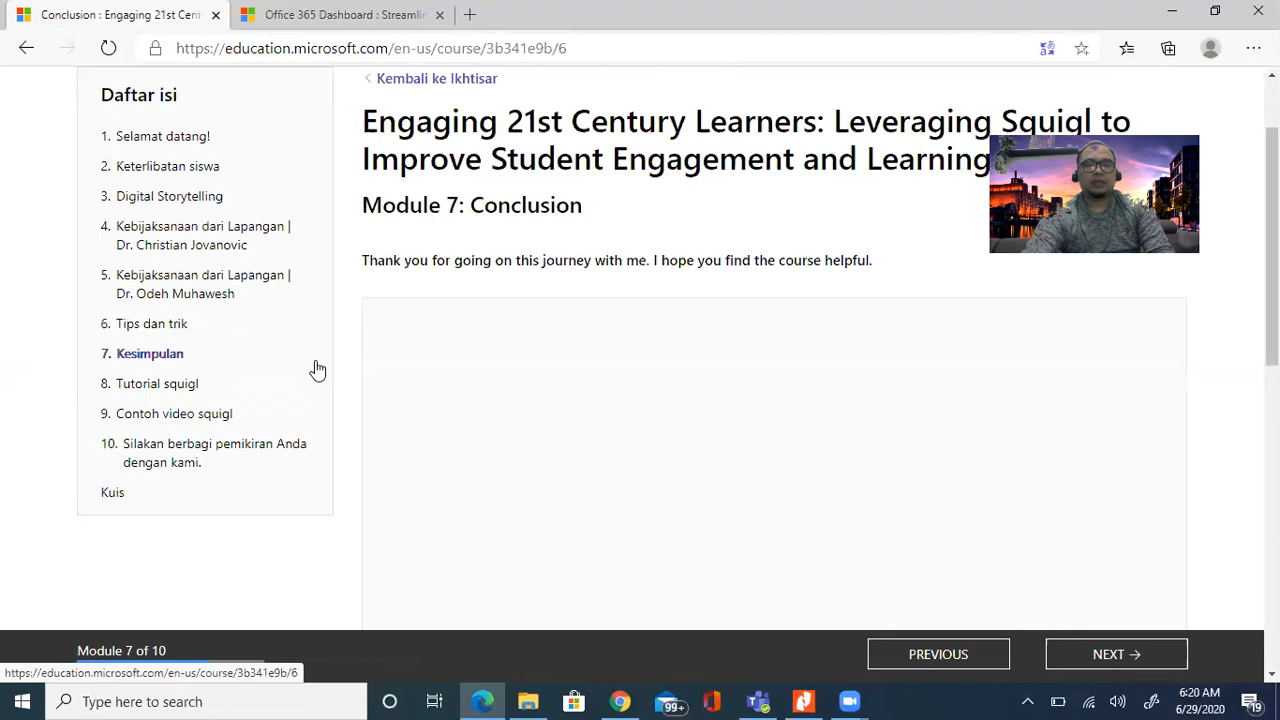 Conclusion : Engaging 21st Cent
Office 365 Dashboard : Streamlin
https://education.microsoft.com/en-us/course/3b341e9b/6
Daftar isi
1. Selamat datang!
2. Keterlibatan siswa
3. Digital Storytelling
4. Kebijaksanaan dari Lapangan |
Dr. Christian Jovanovic
5. Kebijaksanaan dari Lapangan |
Dr. Odeh Muhawesh
6. Tips dan trik
7. Kesimpulan
8. Tutorial squigl
9. Contoh video squigl
10. Silakan berbagi pemikiran Anda
dengan kami.
Kuis
Kembali ke Ikhtisar
Engaging 21st Century Learners: Leveraging Squigl to
Improve Student Engagement and Learning
Module 7: Conclusion
Thank you for going on this journey with me. I hope you find the course helpful.
Module 7 of 10
PREVIOUS
NEXT →
https://education.microsoft.com/en-us/course/3b341e9b/6
Type here to search
99+
6:20 AM
6/29/2020
19